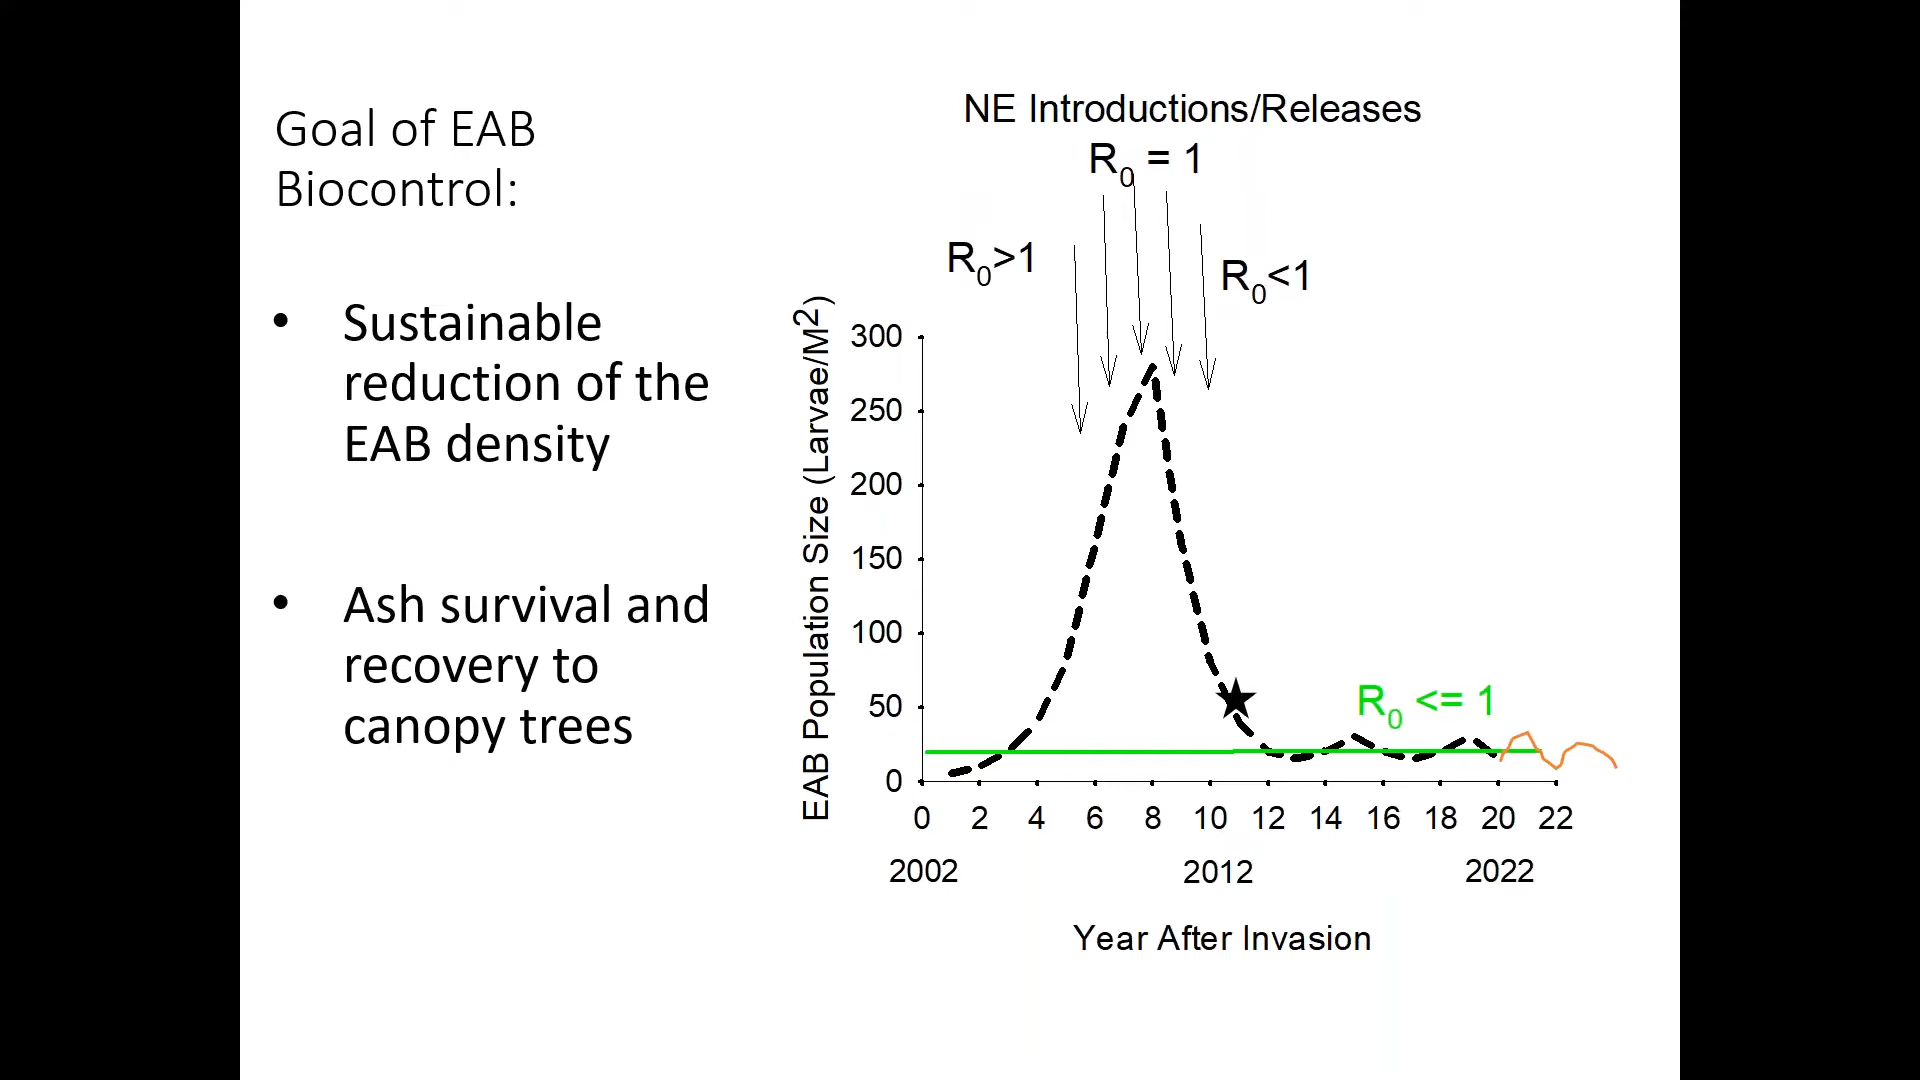 Goal of EAB
Biocontrol:
• Sustainable
reduction of the
EAB density
• Ash survival and
recovery to
canopy trees
NE Introductions/Releases
R0 = 1
R0>1
R0<1
EAB Population Size (Larvae/M2)
300
250
200
150
100
50
0
R0 <= 1
0 2 4 6 8 10 12 14 16 18 20 22
2002 2012 2022
Year After Invasion